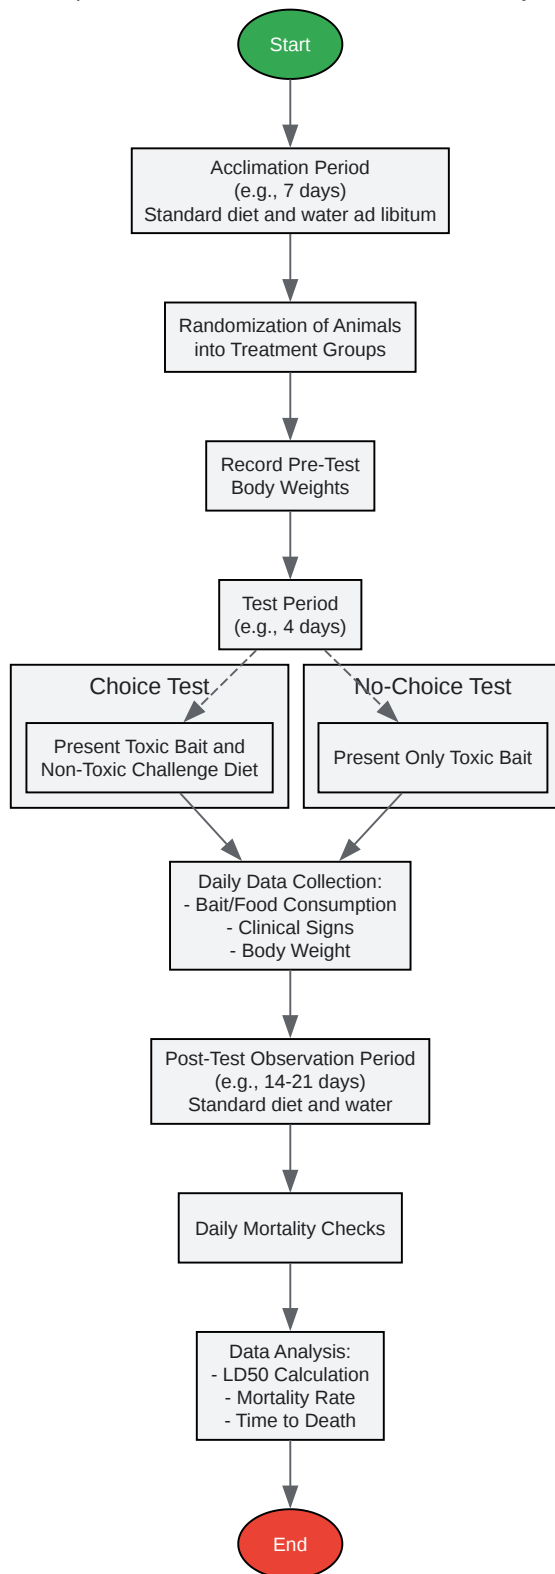 Start
Acclimation Period
(e.g., 7 days)
Standard diet and water ad libitum
Randomization of Animals
into Treatment Groups
Record Pre-Test
Body Weights
Test Period
(e.g., 4 days)
Choice Test
No-Choice Test
Present Toxic Bait and
Non-Toxic Challenge Diet
Present Only Toxic Bait
Daily Data Collection:
- Bait/Food Consumption
- Clinical Signs
- Body Weight
Post-Test Observation Period
(e.g., 14-21 days)
Standard diet and water
Daily Mortality Checks
Data Analysis:
- LD50 Calculation
- Mortality Rate
- Time to Death
End